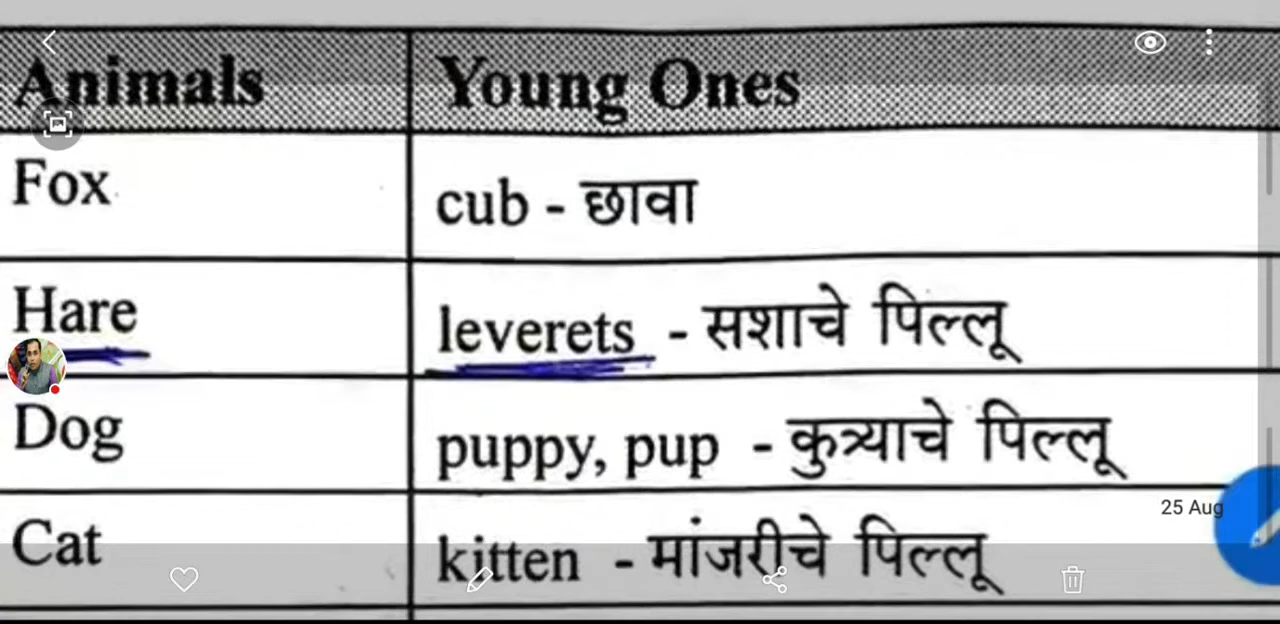 Animals Young Ones
Fox cub - छावा
Hare leverets - सशाचे पिल्लू
Dog puppy, pup - कुत्र्याचे पिल्लू
25 Aug
Cat kitten - मांजरीचे पिल्लू